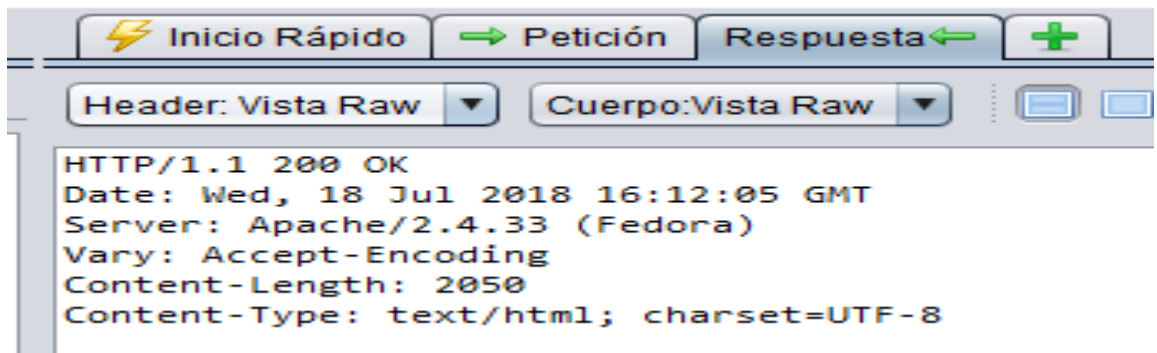 Inicio Rápido Petición Respuesta
Header: Vista Raw Cuerpo:Vista Raw
HTTP/1.1 200 OK
Date: Wed, 18 Jul 2018 16:12:05 GMT
Server: Apache/2.4.33 (Fedora)
Vary: Accept-Encoding
Content-Length: 2050
Content-Type: text/html; charset=UTF-8